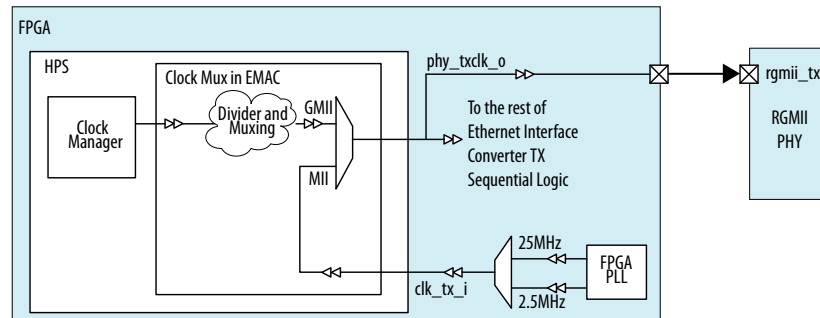 FPGA
HPS
Clock Mux in EMAC
Clock
Manager
Divider and
Muxing
GMII
MII
phy_txclk_o
To the rest of
Ethernet Interface
Converter TX
Sequential Logic
rgmii_tx
RGMII
PHY
clk_tx_i
25MHz
2.5MHz
FPGA
PLL